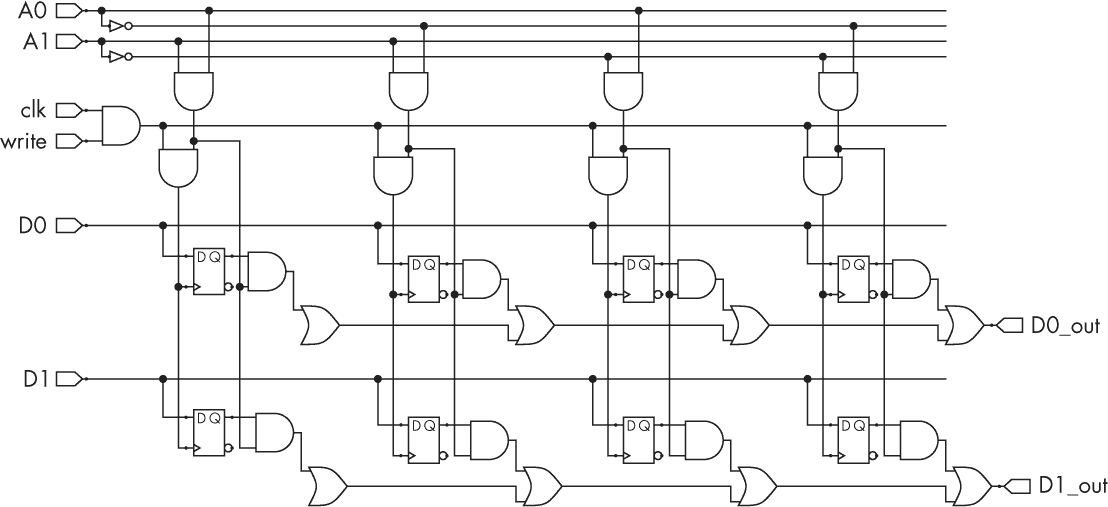 A0
A1
clk
write
D0
D Q D Q D Q D Q
D0_out
D1
D Q D Q D Q D Q
D1_out